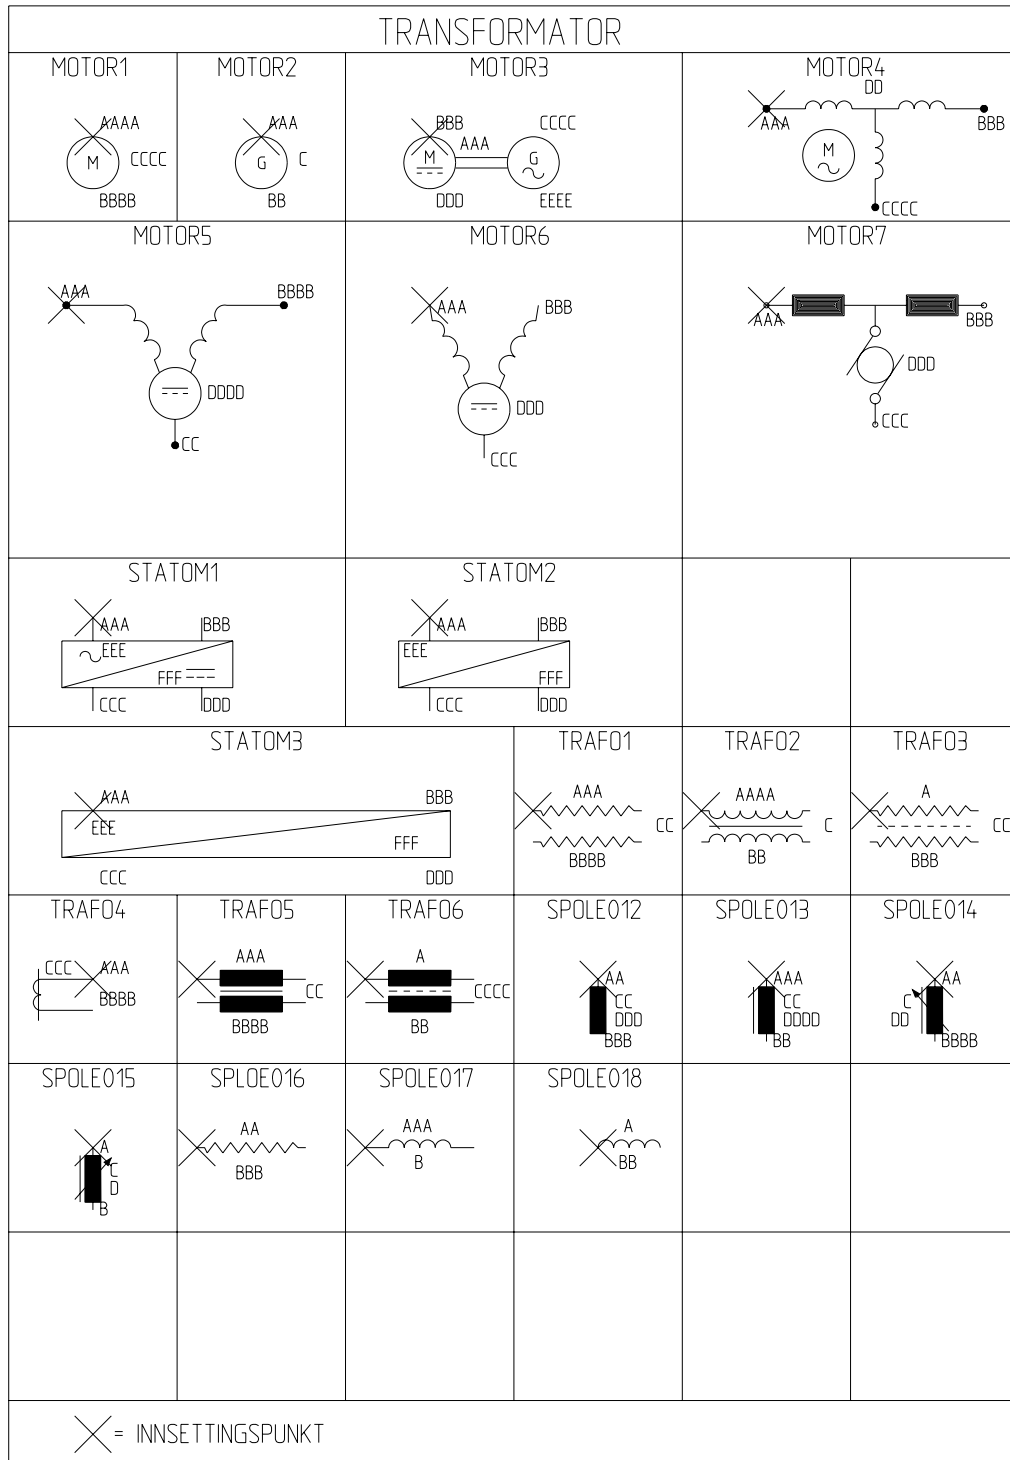 TRANSFORMATOR
MOTOR1
AAAA
CCCC
M
BBBB
MOTOR2
AAA
C
G
BB
MOTOR3
BBB
CCCC
AAA
M
G
DDD
EEEE
MOTOR4
DD
AAA
BBB
M
CCCC
MOTOR5
AAA
BBBB
DDDD
CC
MOTOR6
AAA
BBB
DDD
CCC
MOTOR7
AAA
BBB
DDD
CCC
STATOM1
AAA
BBB
EEE
FFF
CCC
DDD
STATOM2
AAA
BBB
EEE
FFF
CCC
DDD
STATOM3
AAA
BBB
EEE
FFF
CCC
DDD
TRAFO1
AAA
CC
BBBB
TRAFO2
AAAA
C
BB
TRAFO3
A
CC
BBB
TRAFO4
CCC
AAA
BBBB
TRAFO5
AAA
CC
BBBB
TRAFO6
A
CCCC
BB
SPOLE012
AA
CC
DDD
BBB
SPOLE013
AAA
CC
DDDD
BB
SPOLE014
AA
C
DD
BBBB
SPOLE015
A
C
D
B
SPLOE016
AA
BBB
SPOLE017
AAA
B
SPOLE018
A
BB
= INNSETTINGSPUNKT